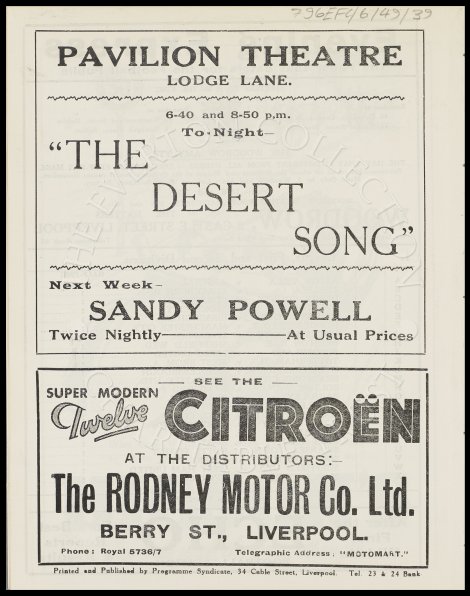 796EFC/6/49/39
PAVILION THEATRE
LODGE LANE.
6-40 and 8-50 p.m.
To-Night—
"THE
DESERT
SONG"
Next Week—
SANDY POWELL
Twice Nightly—At Usual Prices
— SEE THE —
SUPER MODERN
Twelve CITROËN
AT THE DISTRIBUTORS:—
The RODNEY MOTOR Co. Ltd.
BERRY ST., LIVERPOOL.
Phone: Royal 5736/7 Telegraphic Address: "MOTOMART."
Printed and Published by Programme Syndicate, 34 Cable Street, Liverpool. Tel. 23 & 24 Bank
THE EVERTON COLLECTION